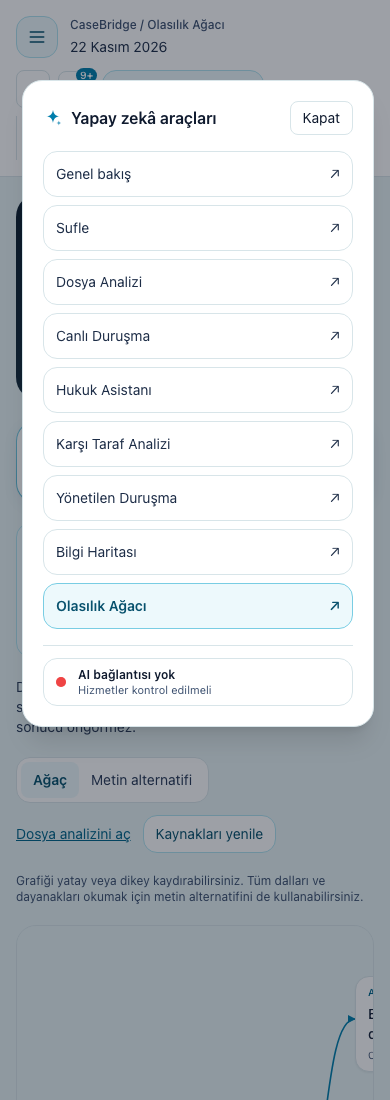 CaseBridge / Olasılık Ağacı
22 Kasım 2026
9+
Yapay zekâ araçları
Kapat
Genel bakış
Sufle
Dosya Analizi
Canlı Duruşma
Hukuk Asistanı
Karşı Taraf Analizi
Yönetilen Duruşma
Bilgi Haritası
Olasılık Ağacı
AI bağlantısı yok
Hizmetler kontrol edilmeli
sonucu öngörmez.
Ağaç
Metin alternatifi
Dosya analizini aç
Kaynakları yenile
Grafiği yatay veya dikey kaydırabilirsiniz. Tüm dalları ve
dayanakları okumak için metin alternatifini de kullanabilirsiniz.